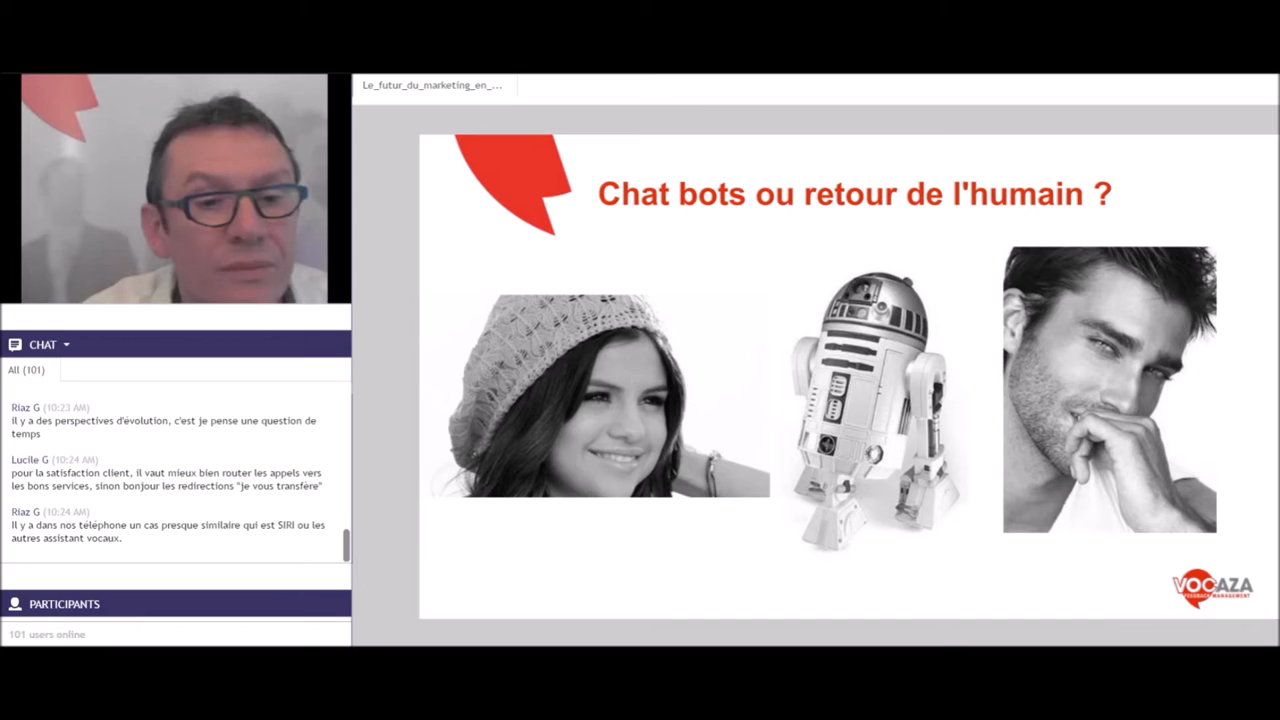 Le_futur_du_marketing_en_...
Chat bots ou retour de l'humain ?
CHAT
All (101)
Riaz G (10:23 AM)
il y a des perspectives d'évolution, c'est je pense une question de
temps
Lucile G (10:24 AM)
pour la satisfaction client, il vaut mieux bien router les appels vers
les bons services, sinon bonjour les redirections "je vous transfère"
Riaz G (10:24 AM)
Il y a dans nos téléphone un cas presque similaire qui est SIRI ou les
autres assistant vocaux.
PARTICIPANTS
101 users online
VOCAZA
FEEDBACK MANAGEMENT